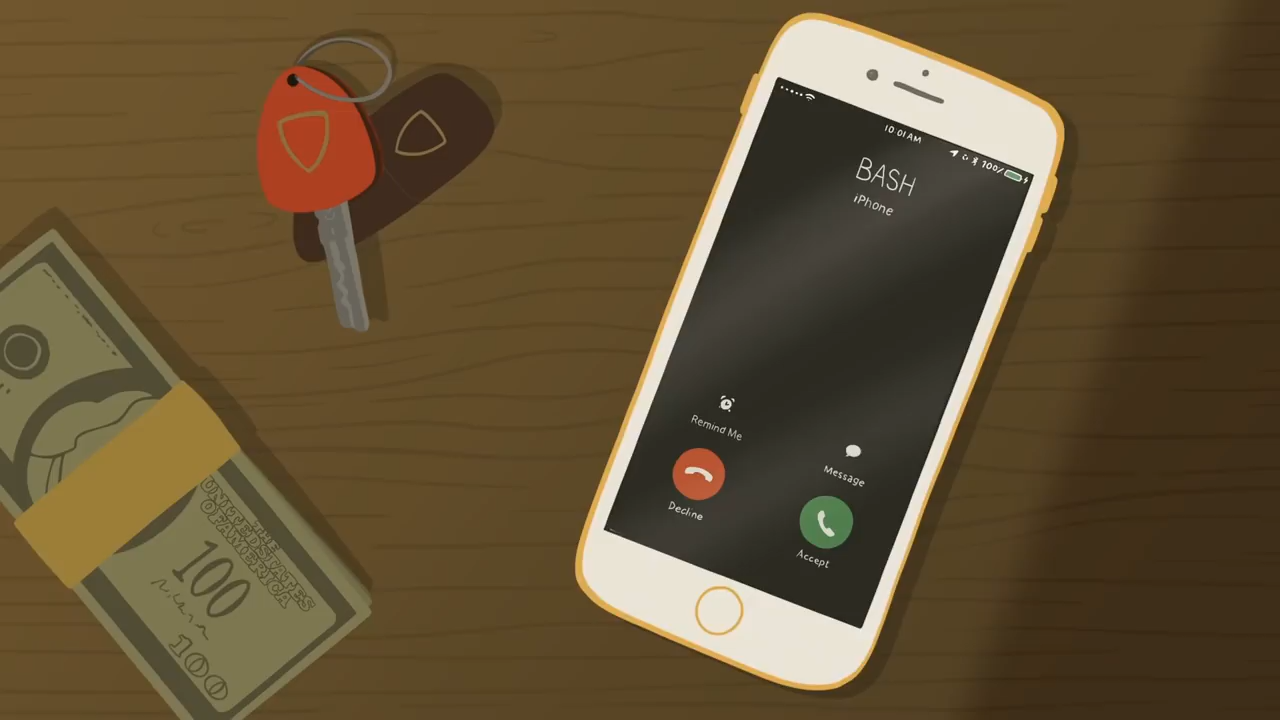 10:01 AM
100%
BASH
iPhone
Remind Me
Message
Decline
Accept
THE
UNITED STATES
OF AMERICA
100
100